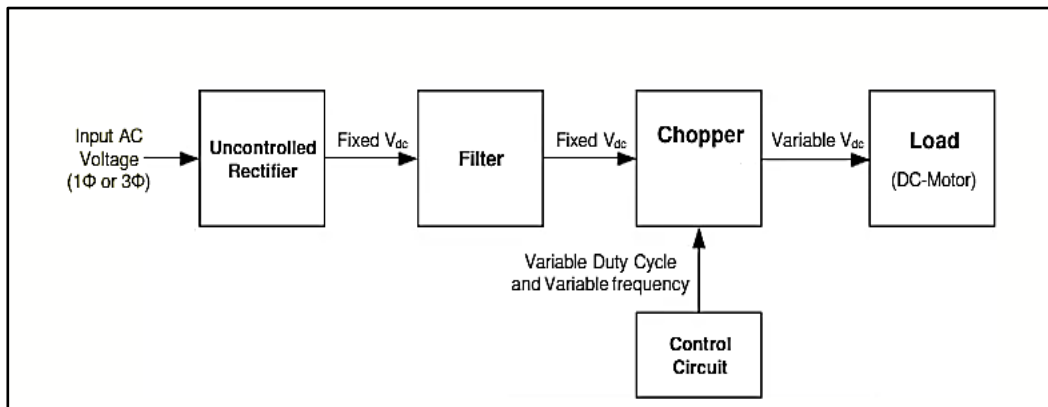 Input AC
Voltage
(1Φ or 3Φ)
Uncontrolled
Rectifier
Fixed Vdc
Filter
Fixed Vdc
Chopper
Variable Vdc
Load
(DC-Motor)
Variable Duty Cycle
and Variable frequency
Control
Circuit